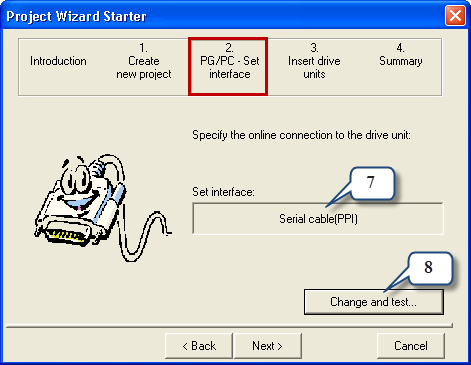 Project Wizard Starter
Introduction
1.
Create
new project
2.
PG/PC - Set
interface
3.
Insert drive
units
4.
Summary
Specify the online connection to the drive unit:
Set interface:
7
Serial cable(PPI)
8
Change and test...
< Back
Next >
Cancel